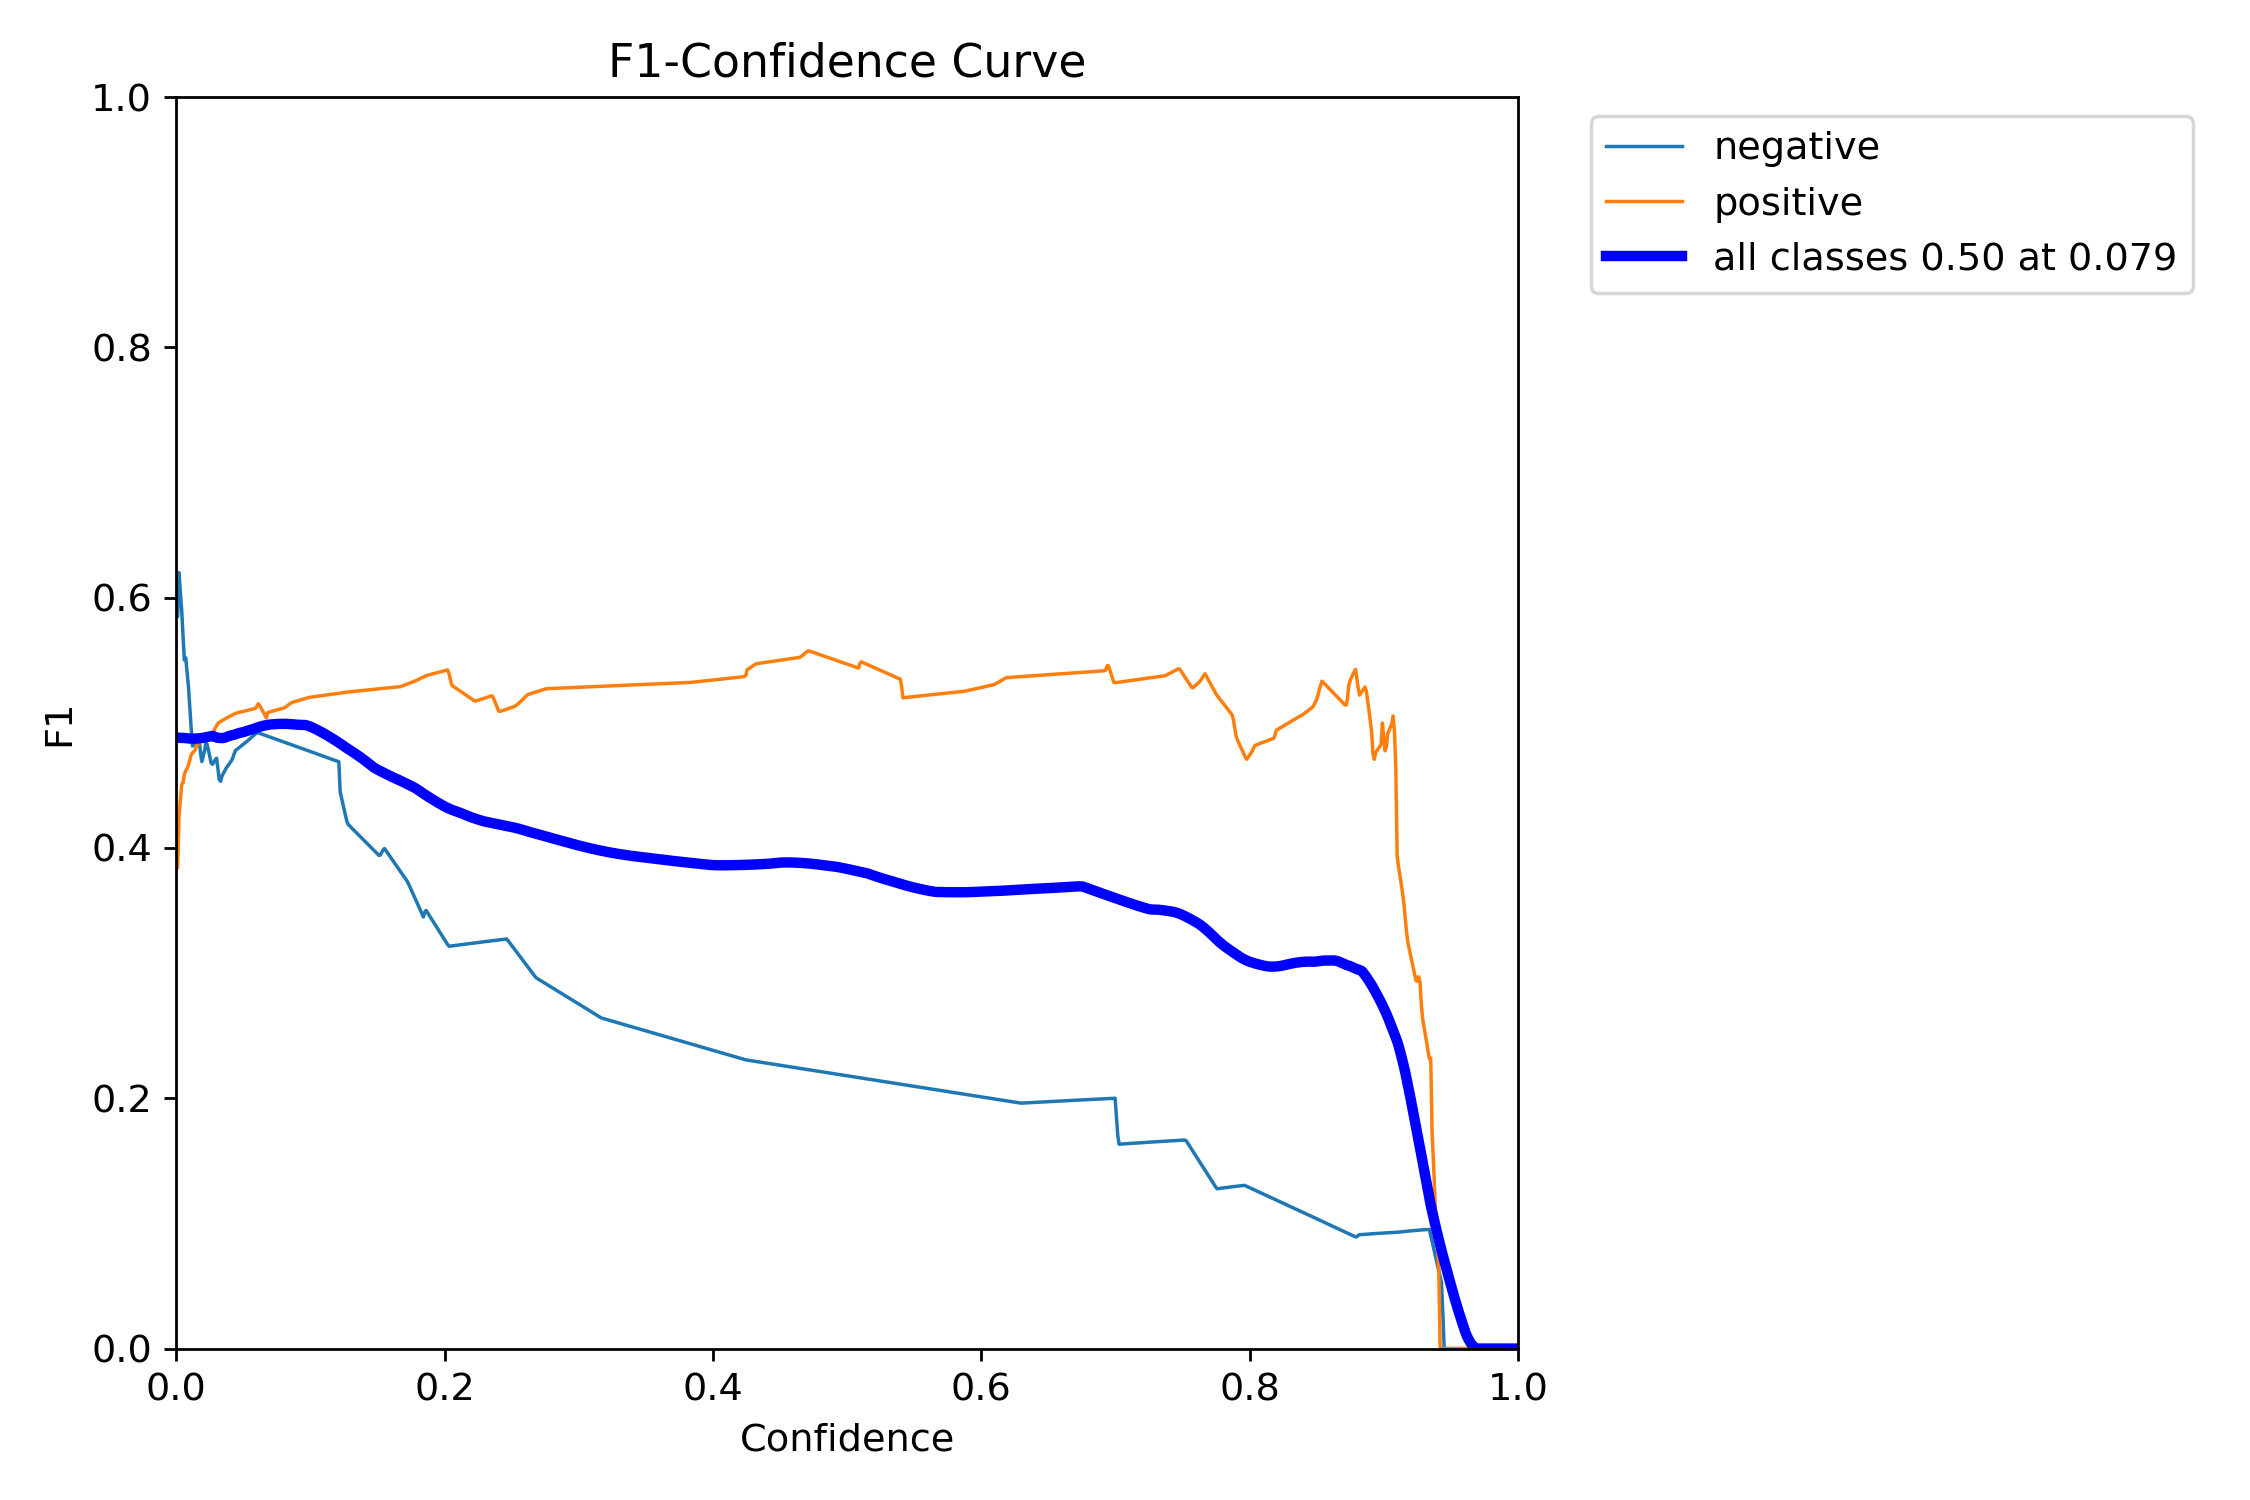 F1-Confidence Curve
negative
positive
all classes 0.50 at 0.079
F1
1.0
0.8
0.6
0.4
0.2
0.0
0.0 0.2 0.4 0.6 0.8 1.0
Confidence